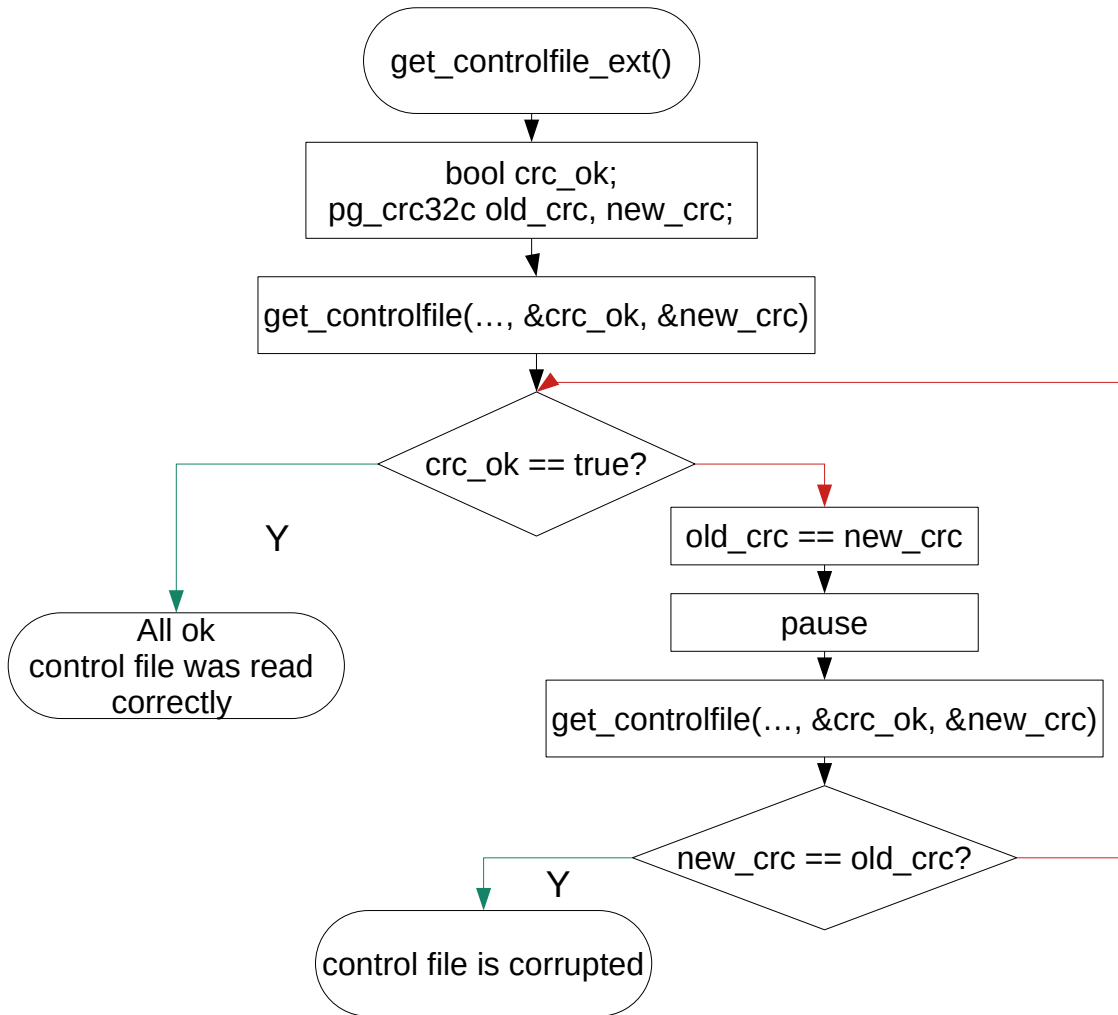 get_controlfile_ext()
bool crc_ok;
pg_crc32c old_crc, new_crc;
get_controlfile(…, &crc_ok, &new_crc)
crc_ok == true?
Y
old_crc == new_crc
pause
All ok
control file was read
correctly
get_controlfile(…, &crc_ok, &new_crc)
new_crc == old_crc?
Y
control file is corrupted